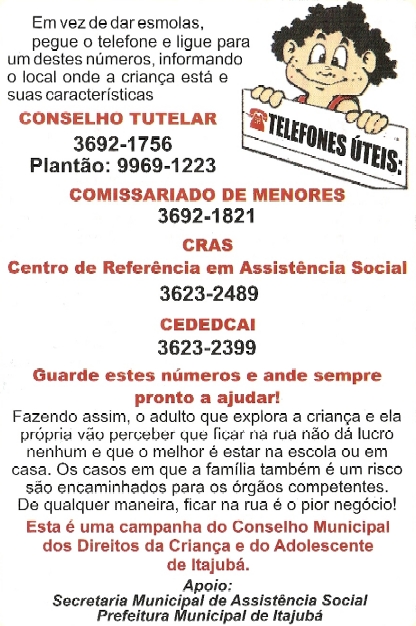 Em vez de dar esmolas,
pegue o telefone e ligue para
um destes números, informando
o local onde a criança está e
suas características
☎TELEFONES ÚTEIS:
CONSELHO TUTELAR
3692-1756
Plantão: 9969-1223
COMISSARIADO DE MENORES
3692-1821
CRAS
Centro de Referência em Assistência Social
3623-2489
CEDEDCAI
3623-2399
Guarde estes números e ande sempre
pronto a ajudar!
Fazendo assim, o adulto que explora a criança e ela
própria vão perceber que ficar na rua não dá lucro
nenhum e que o melhor é estar na escola ou em
casa. Os casos em que a família também é um risco
são encaminhados para os órgãos competentes.
De qualquer maneira, ficar na rua é o pior negócio!
Esta é uma campanha do Conselho Municipal
dos Direitos da Criança e do Adolescente
de Itajubá.
Apoio:
Secretaria Municipal de Assistência Social
Prefeitura Municipal de Itajubá